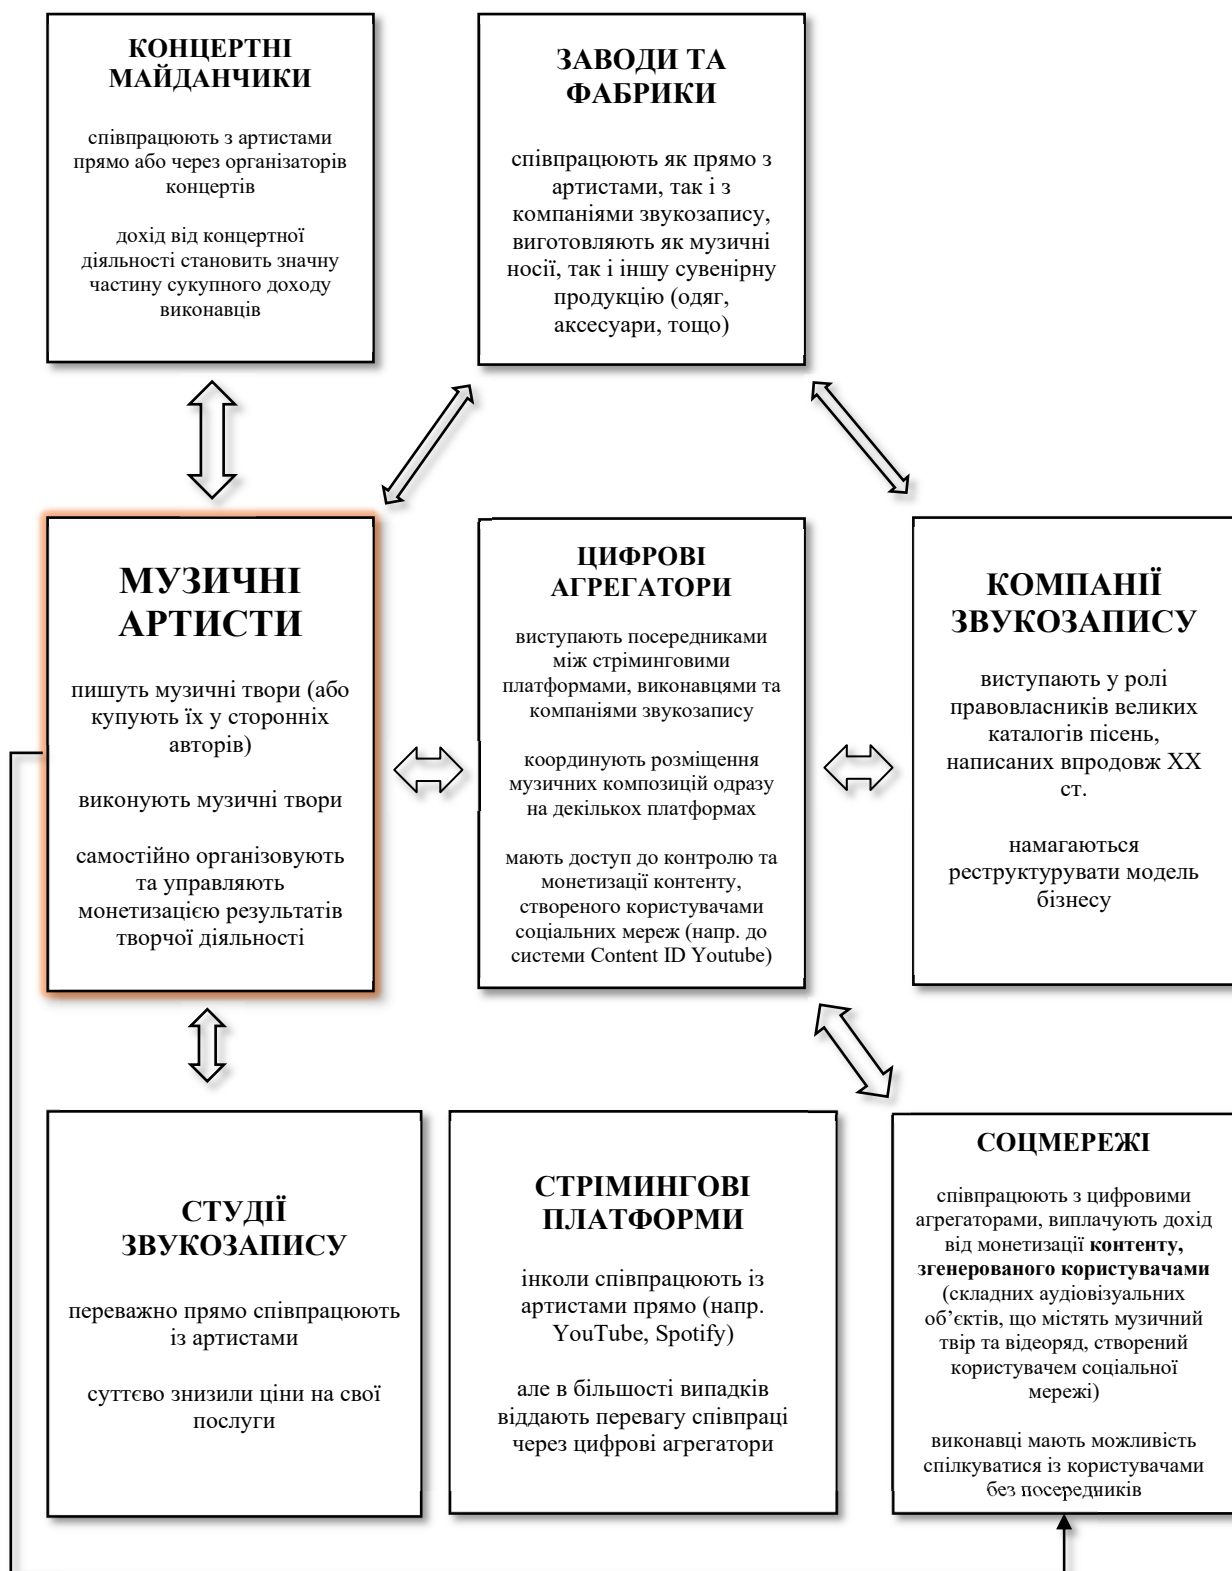 КОНЦЕРТНІ
МАЙДАНЧИКИ
співпрацюють з артистами
прямо або через організаторів
концертів
дохід від концертної
діяльності становить значну
частину сукупного доходу
виконавців
ЗАВОДИ ТА
ФАБРИКИ
співпрацюють як прямо з
артистами, так і з
компаніями звукозапису,
виготовляють як музичні
носії, так і іншу сувенірну
продукцію (одяг,
аксесуари, тощо)
МУЗИЧНІ
АРТИСТИ
пишуть музичні твори (або
купують їх у сторонніх
авторів)
виконують музичні твори
самостійно організовують
та управляють
монетизацією результатів
творчої діяльності
ЦИФРОВІ
АГРЕГАТОРИ
виступають посередниками
між стріминговими
платформами, виконавцями та
компаніями звукозапису
координують розміщення
музичних композицій одразу
на декількох платформах
мають доступ до контролю та
монетизації контенту,
створеного користувачами
соціальних мереж (напр. до
системи Content ID Youtube)
КОМПАНІЇ
ЗВУКОЗАПИСУ
виступають у ролі
правовласників великих
каталогів пісень,
написаних впродовж ХХ
ст.
намагаються
реструктурувати модель
бізнесу
СТУДІЇ
ЗВУКОЗАПИСУ
переважно прямо співпрацюють
із артистами
суттєво знизили ціни на свої
послуги
СТРІМИНГОВІ
ПЛАТФОРМИ
інколи співпрацюють із
артистами прямо (напр.
YouTube, Spotify)
але в більшості випадків
віддають перевагу співпраці
через цифрові агрегатори
СОЦМЕРЕЖІ
співпрацюють з цифровими
агрегаторами, виплачують дохід
від монетизації контенту,
згенерованого користувачами
(складних аудіовізуальних
об’єктів, що містять музичний
твір та відеоряд, створений
користувачем соціальної
мережі)
виконавці мають можливість
спілкуватися із користувачами
без посередників